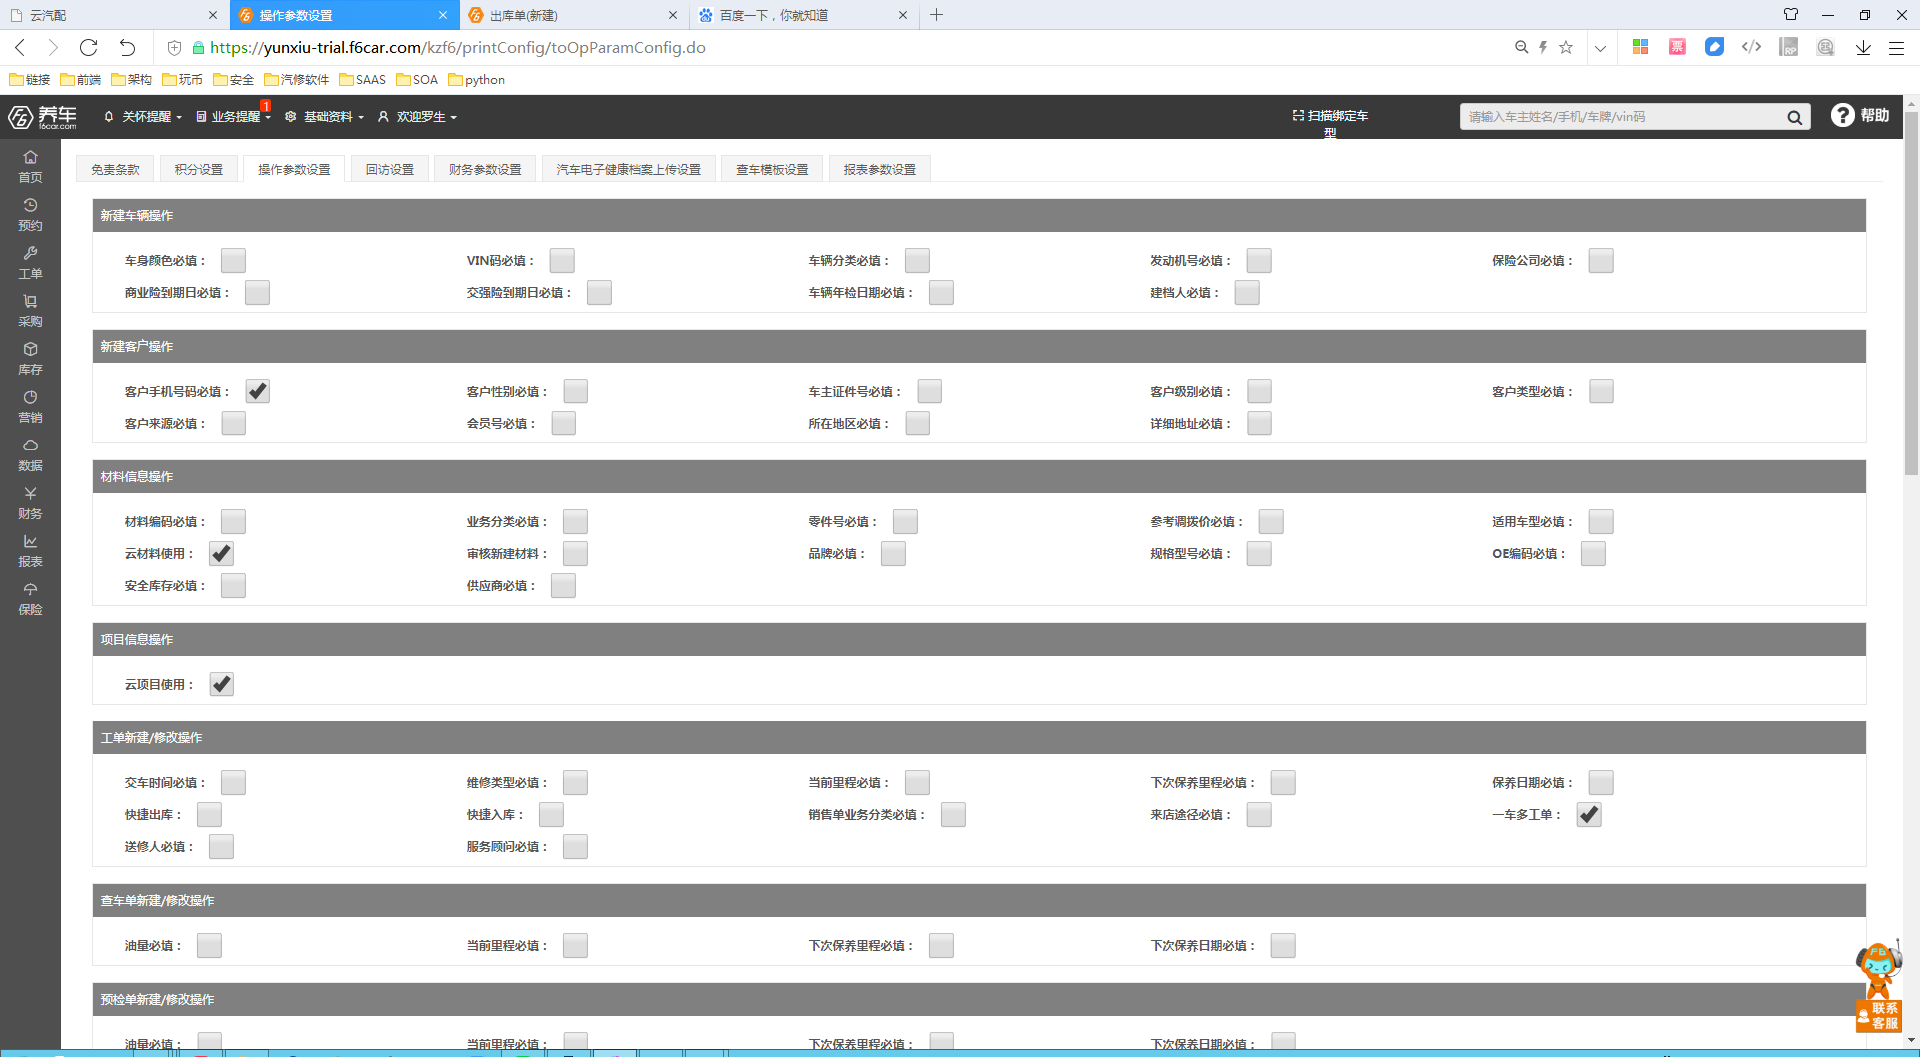 云汽配
操作参数设置
出库单(新建)
百度一下，你就知道
https://yunxiu-trial.f6car.com/kzf6/printConfig/toOpParamConfig.do
链接 前端 架构 玩币 安全 汽修软件 SAAS SOA python
养车
f6car.com
关怀提醒 业务提醒 1 基础资料 欢迎罗生
扫描绑定车
型
请输入车主姓名/手机/车牌/vin码
帮助
首页
预约
工单
采购
库存
营销
数据
财务
报表
保险
免责条款 积分设置 操作参数设置 回访设置 财务参数设置 汽车电子健康档案上传设置 查车模板设置 报表参数设置
新建车辆操作
车身颜色必填： VIN码必填： 车辆分类必填： 发动机号必填： 保险公司必填：
商业险到期日必填： 交强险到期日必填： 车辆年检日期必填： 建档人必填：
新建客户操作
客户手机号码必填： 客户性别必填： 车主证件号必填： 客户级别必填： 客户类型必填：
客户来源必填： 会员号必填： 所在地区必填： 详细地址必填：
材料信息操作
材料编码必填： 业务分类必填： 零件号必填： 参考调拨价必填： 适用车型必填：
云材料使用： 审核新建材料： 品牌必填： 规格型号必填： OE编码必填：
安全库存必填： 供应商必填：
项目信息操作
云项目使用：
工单新建/修改操作
交车时间必填： 维修类型必填： 当前里程必填： 下次保养里程必填： 保养日期必填：
快捷出库： 快捷入库： 销售单业务分类必填： 来店途径必填： 一车多工单：
送修人必填： 服务顾问必填：
查车单新建/修改操作
油量必填： 当前里程必填： 下次保养里程必填： 下次保养日期必填：
预检单新建/修改操作
油量必填： 当前里程必填： 下次保养里程必填： 下次保养日期必填：
联系
客服